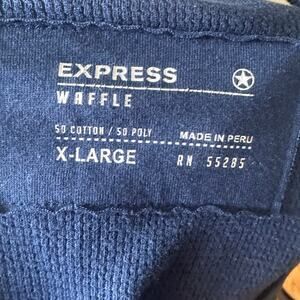 EXPRESS
WAFFLE
50 COTTON / 50 POLY MADE IN PERU
X-LARGE RN 55285